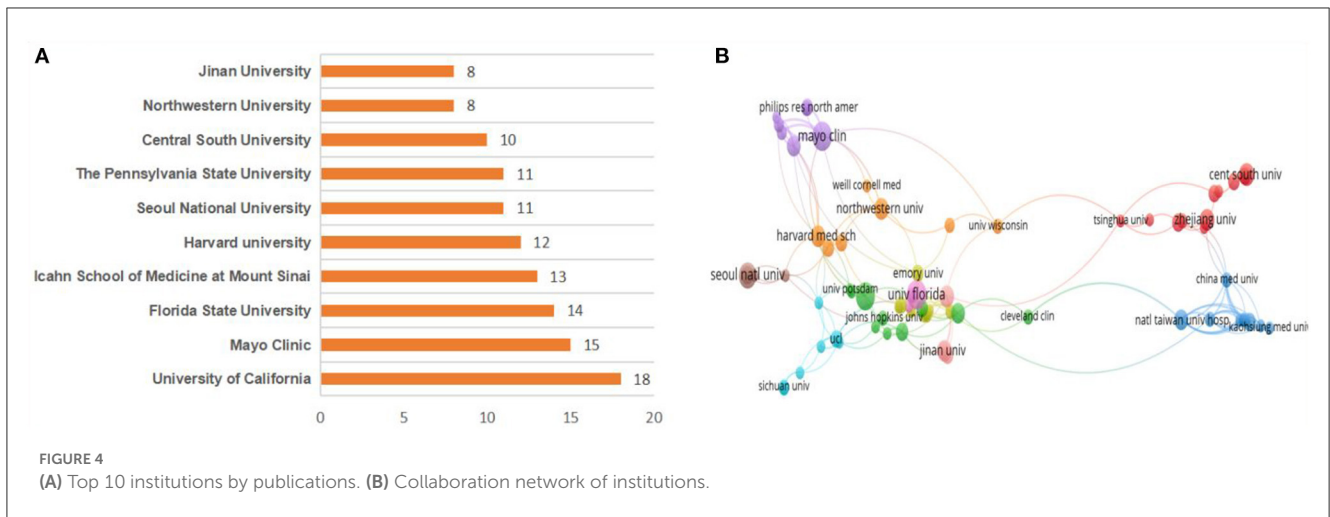 A
Jinan University 8
Northwestern University 8
Central South University 10
The Pennsylvania State University 11
Seoul National University 11
Harvard university 12
Icahn School of Medicine at Mount Sinai 13
Florida State University 14
Mayo Clinic 15
University of California 18
0 5 10 15 20
B
philips res north amer
mayo clin
weill cornell med
northwestern univ
harvard med sch
univ wisconsin
cent south univ
tsinghua univ
zhejiang univ
seoul natl univ
emory univ
china med univ
univ potsdam
univ florida
johns hopkins univ
cleveland clin
natl taiwan univ hosp
kaohsiung med univ
uci
jinan univ
sichuan univ
FIGURE 4
(A) Top 10 institutions by publications. (B) Collaboration network of institutions.